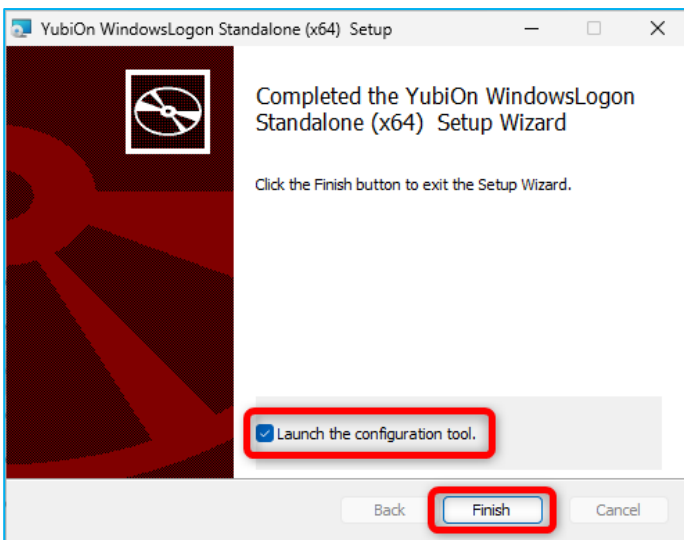 YubiOn WindowsLogon Standalone (x64) Setup
Completed the YubiOn WindowsLogon
Standalone (x64) Setup Wizard
Click the Finish button to exit the Setup Wizard.
Launch the configuration tool.
Back Finish Cancel